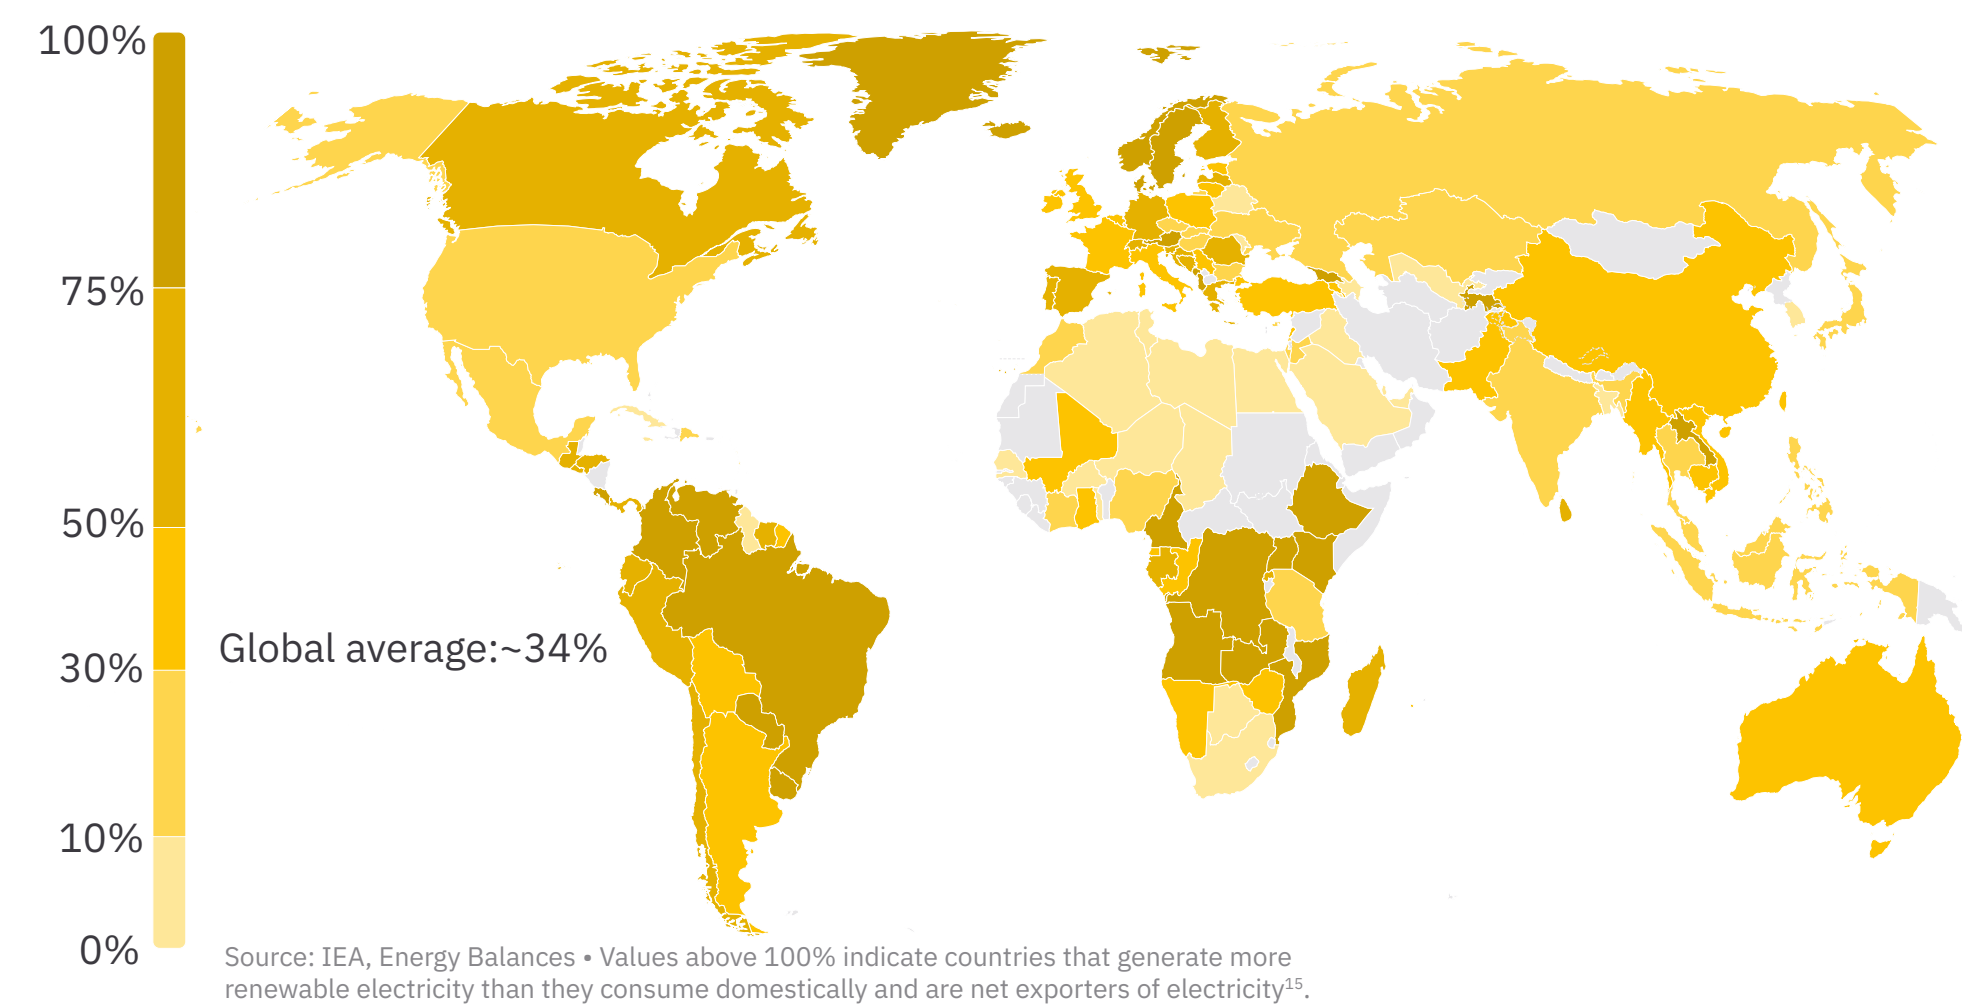 100%
75%
50%
30%
10%
0%
Global average:~34%
Source: IEA, Energy Balances • Values above 100% indicate countries that generate more
renewable electricity than they consume domestically and are net exporters of electricity¹⁵.